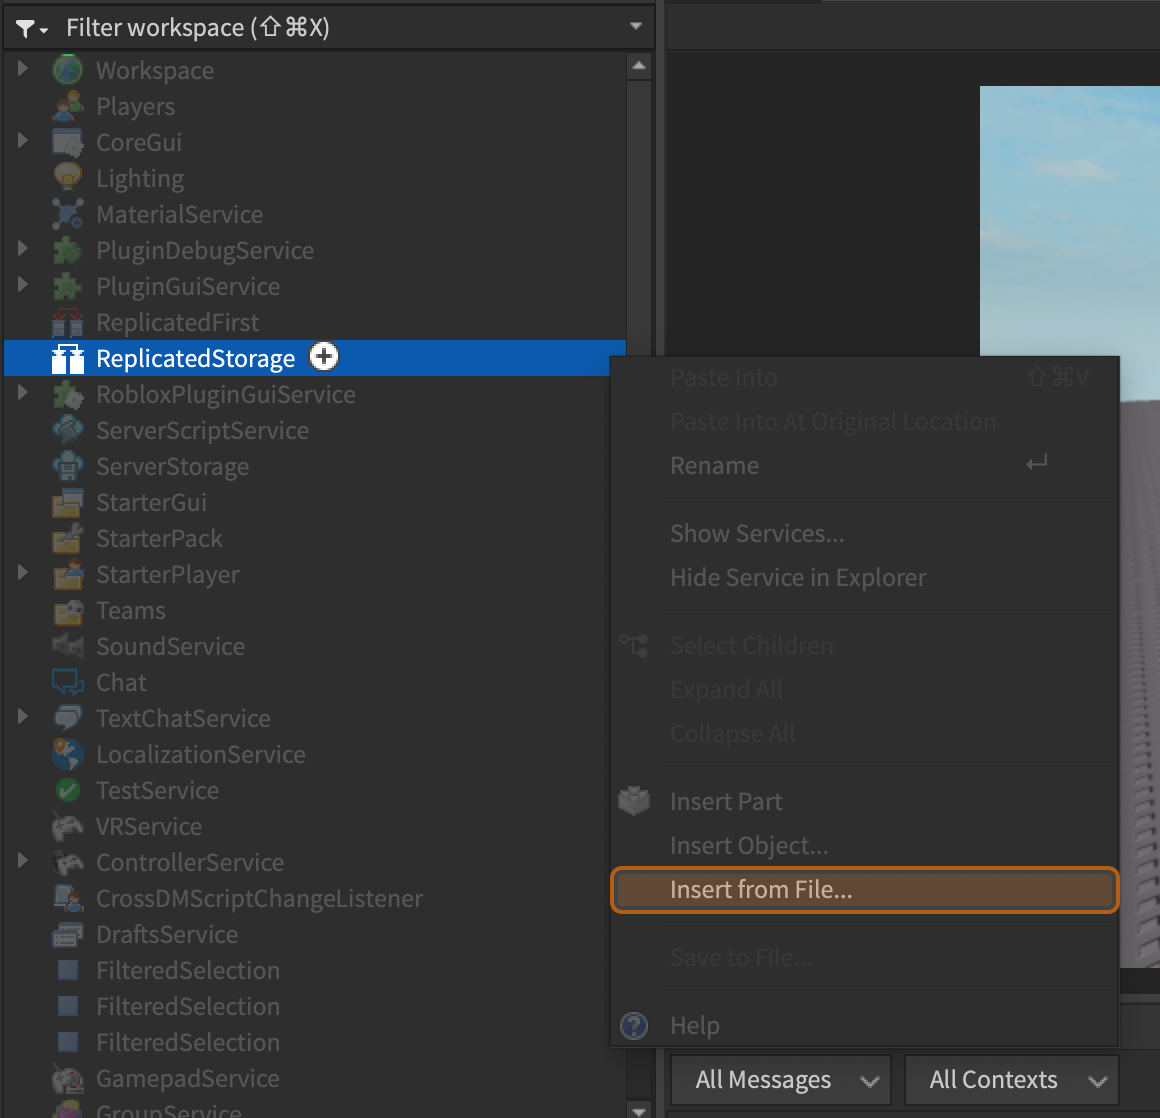 Filter workspace (⇧⌘X)
Workspace
Players
CoreGui
Lighting
MaterialService
PluginDebugService
PluginGuiService
ReplicatedFirst
ReplicatedStorage
RobloxPluginGuiService
ServerScriptService
ServerStorage
StarterGui
StarterPack
StarterPlayer
Teams
SoundService
Chat
TextChatService
LocalizationService
TestService
VRService
ControllerService
CrossDMScriptChangeListener
DraftsService
FilteredSelection
FilteredSelection
FilteredSelection
GamepadService
GroupService
Paste Into ⇧⌘V
Paste Into At Original Location
Rename ↵
Show Services...
Hide Service in Explorer
Select Children
Expand All
Collapse All
Insert Part
Insert Object...
Insert from File...
Save to File...
Help
All Messages
All Contexts